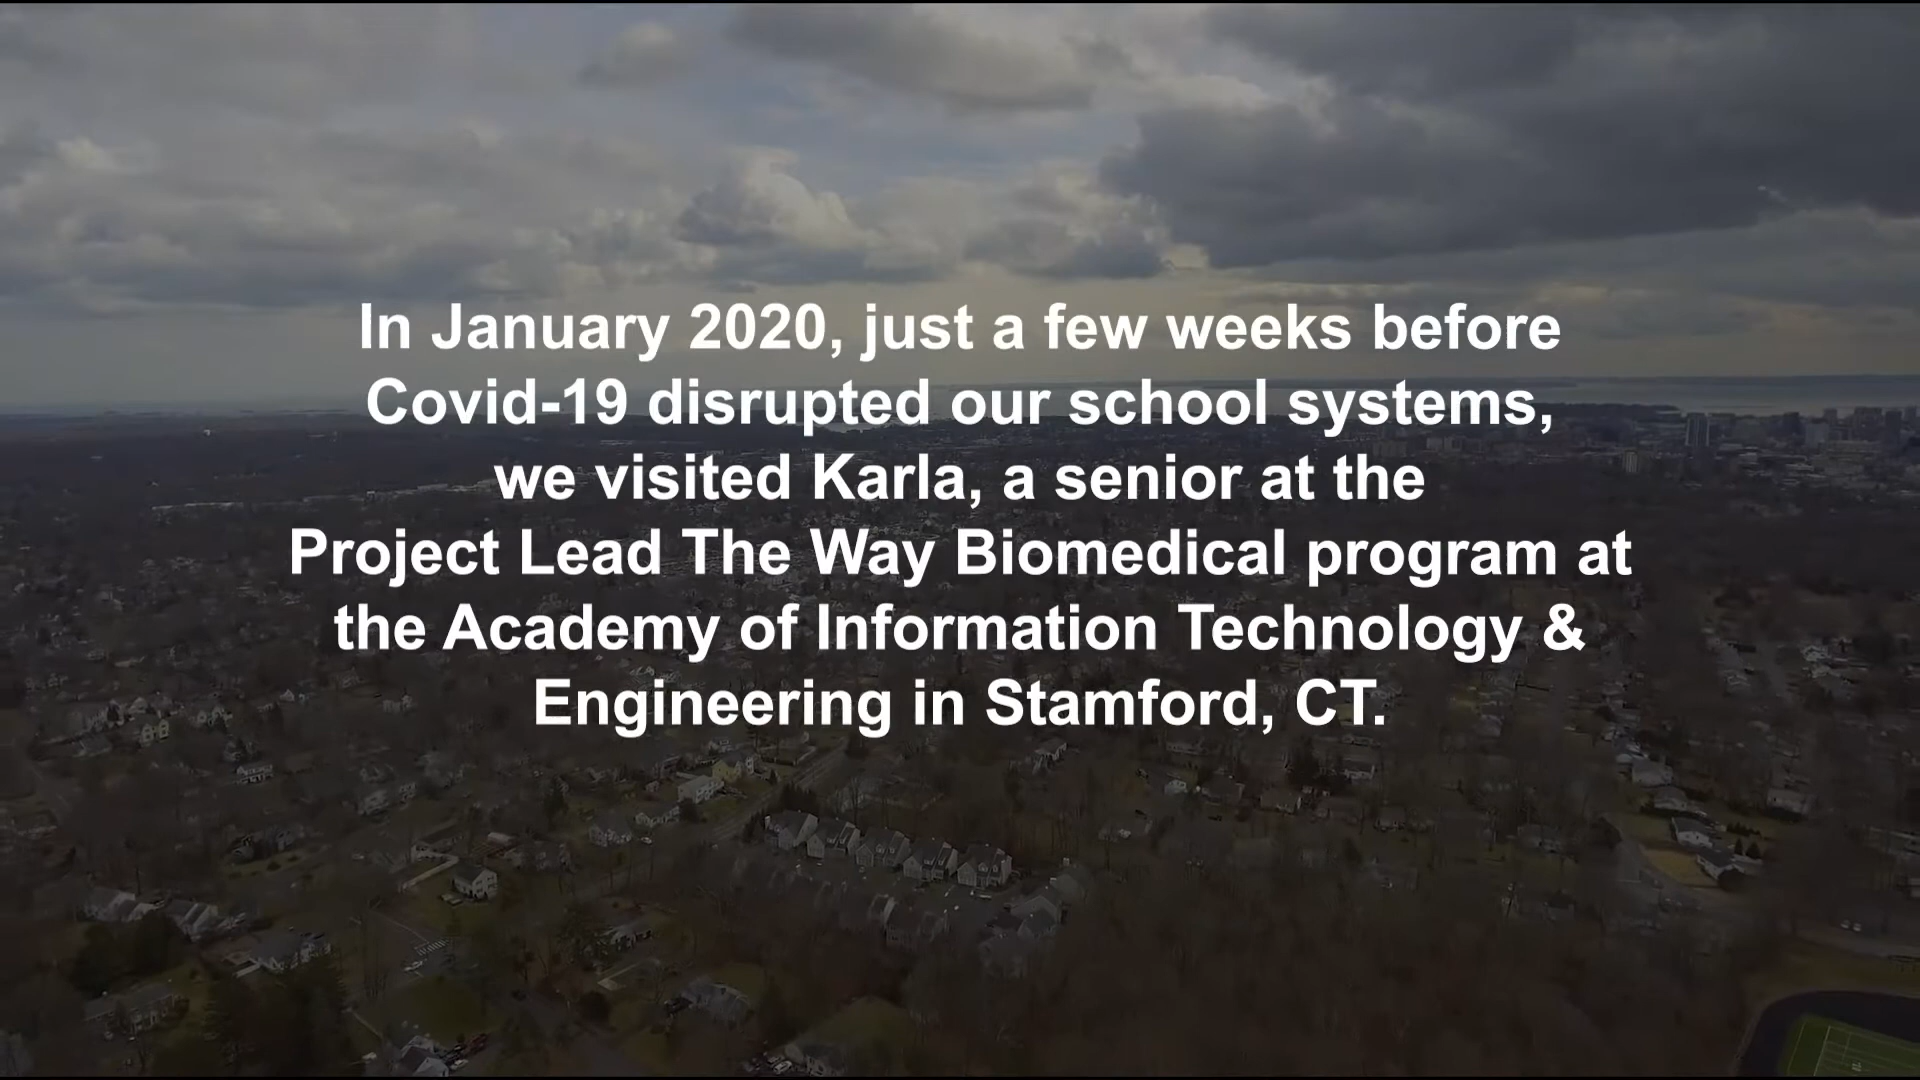 In January 2020, just a few weeks before
Covid-19 disrupted our school systems,
we visited Karla, a senior at the
Project Lead The Way Biomedical program at
the Academy of Information Technology &
Engineering in Stamford, CT.